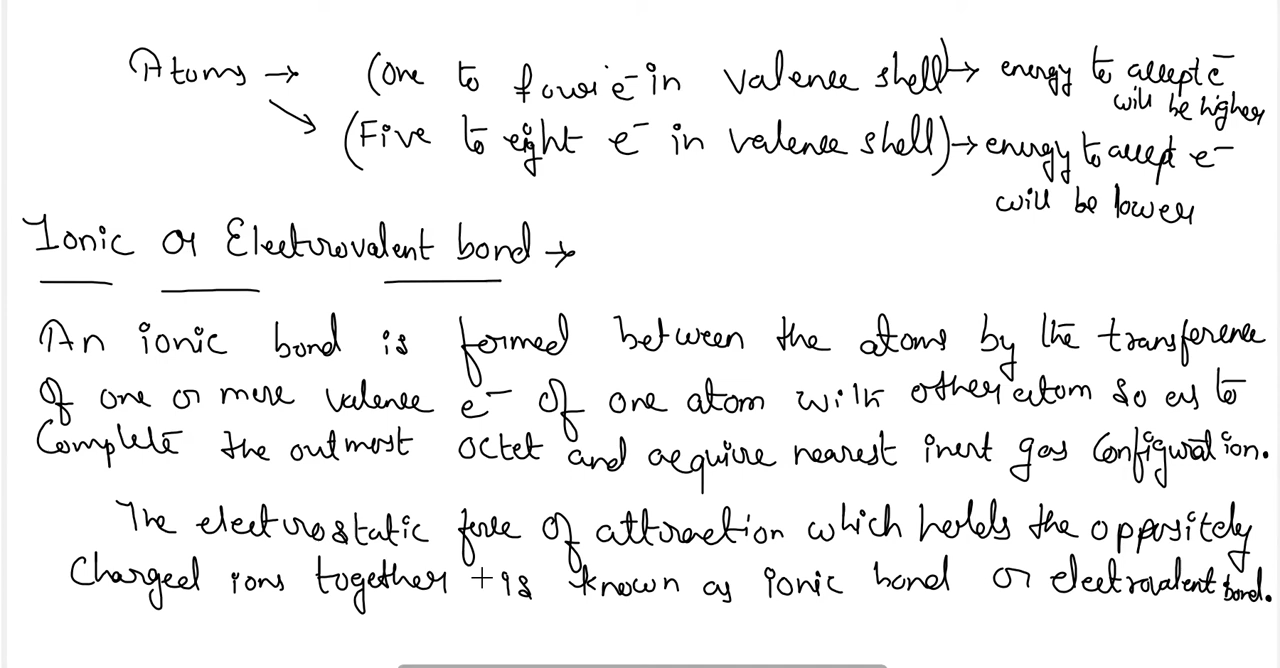 Atoms → (One to four e⁻ in valence shell) → energy to accept e⁻
will be higher
(Five to eight e⁻ in valence shell) → energy to accept e⁻
will be lower
Ionic or Electrovalent bond →
An ionic bond is formed between the atoms by the transference
of one or more valence e⁻ of one atom with other atom so as to
Complete the outmost octet and acquire nearest inert gas configuration.
The electrostatic force of attraction which holds the oppositely
Charged ions together is known as ionic bond or electrovalent bond.